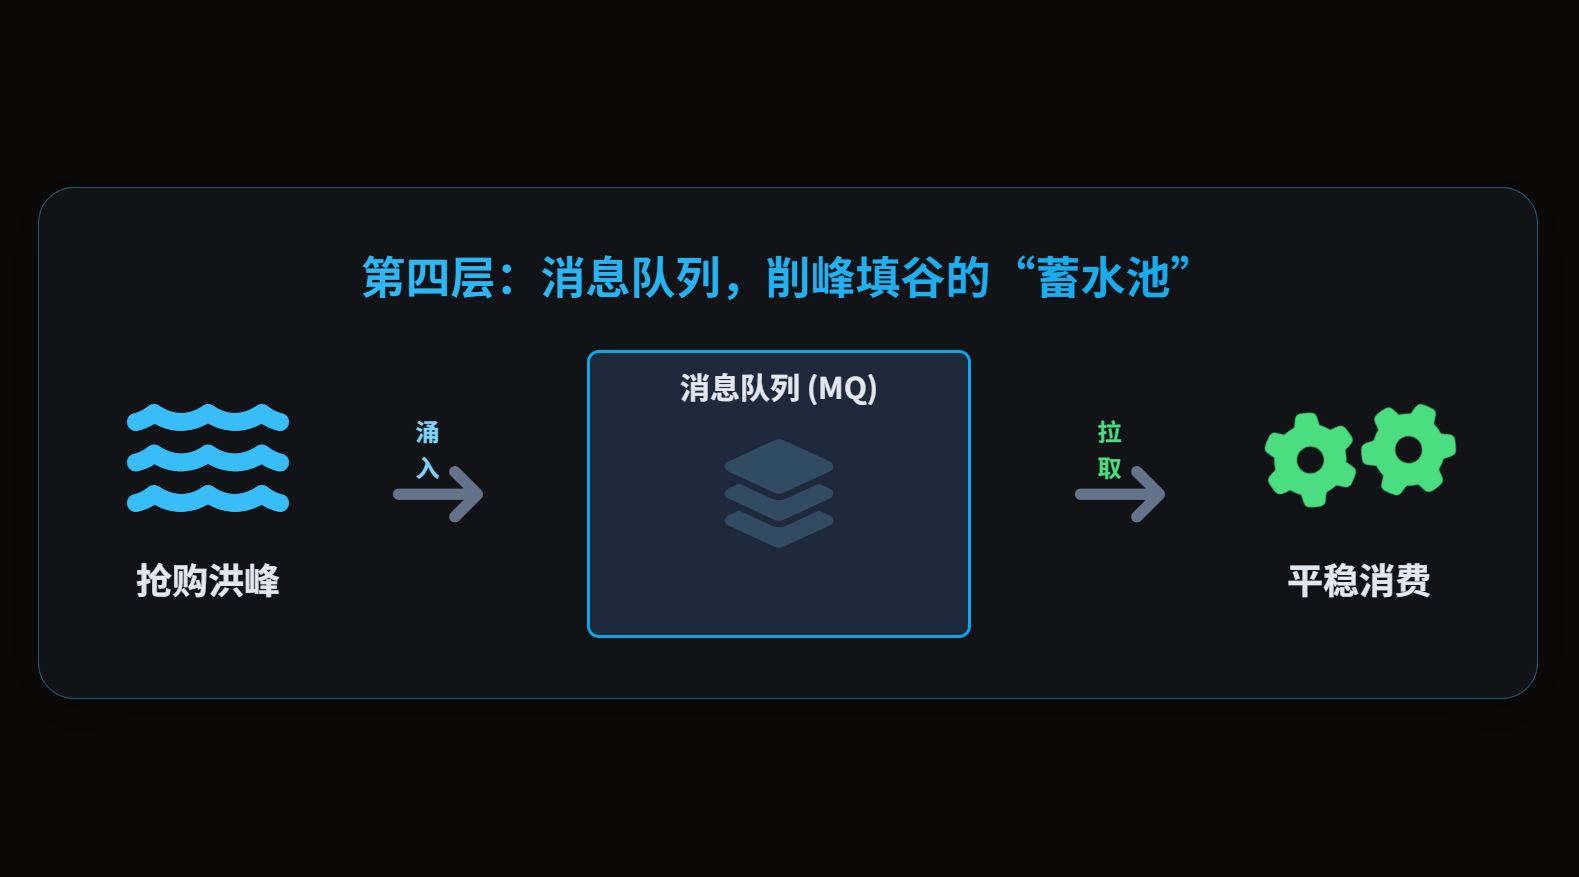 第四层：消息队列，削峰填谷的“蓄水池”
消息队列 (MQ)
涌
入
拉
取
抢购洪峰
平稳消费